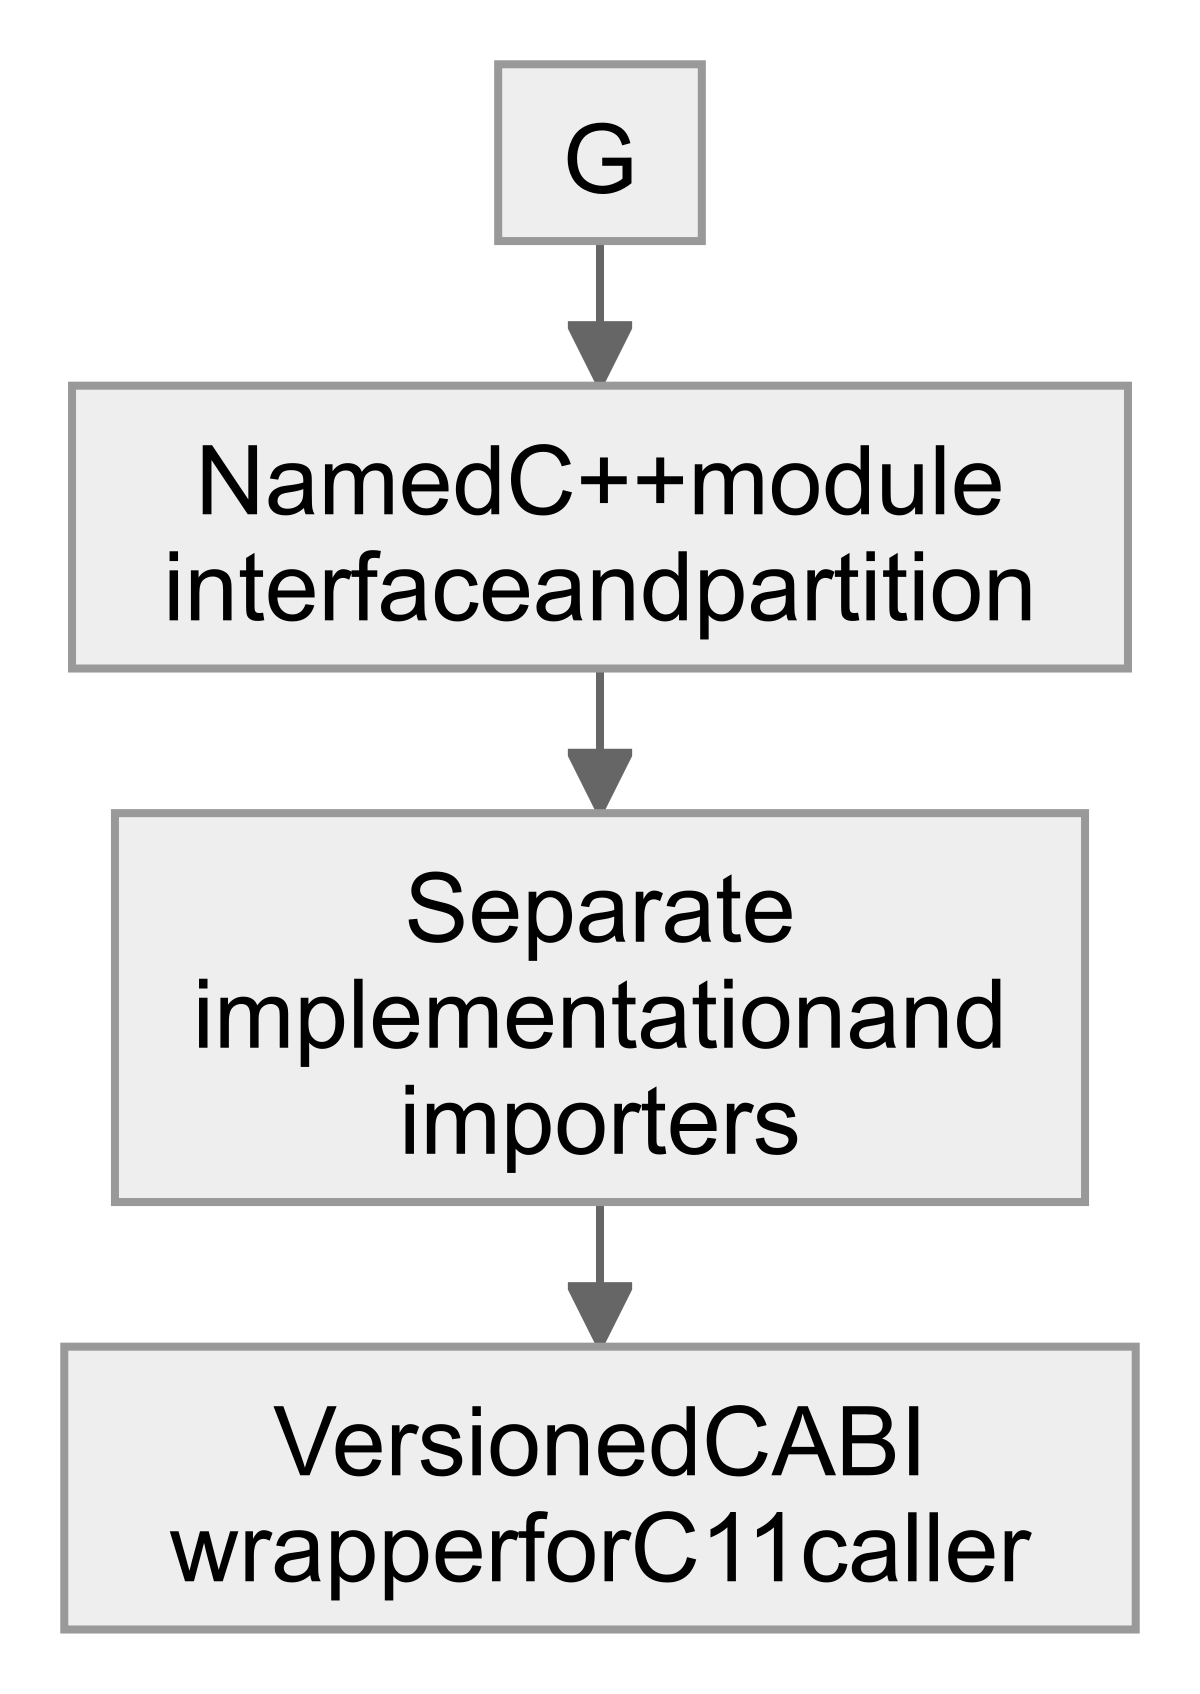 G
NamedC++module
interfaceandpartition
Separate
implementationand
importers
VersionedCABI
wrapperforC11caller